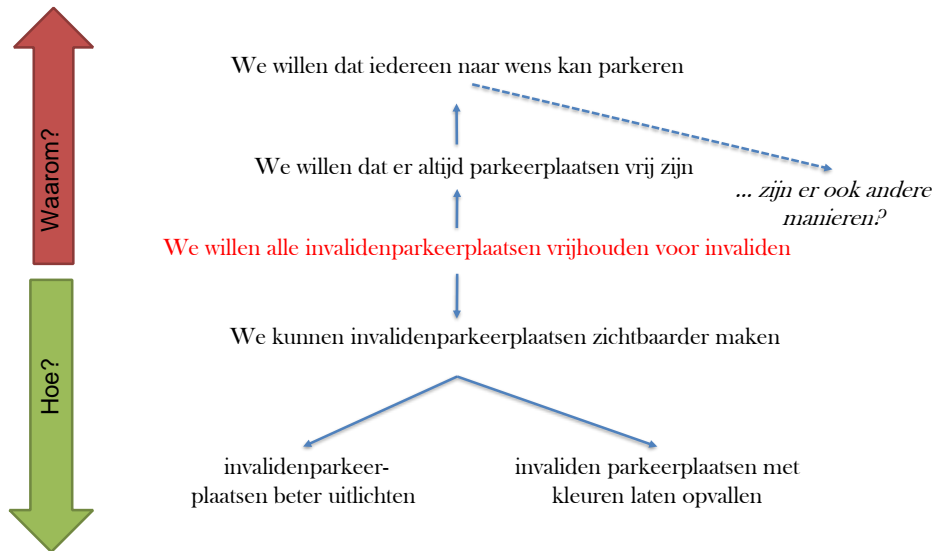 We willen dat iedereen naar wens kan parkeren
Waarom?
We willen dat er altijd parkeerplaatsen vrij zijn
... zijn er ook andere
manieren?
We willen alle invalidenparkeerplaatsen vrijhouden voor invaliden
We kunnen invalidenparkeerplaatsen zichtbaarder maken
Hoe?
invalidenparkeer-
plaatsen beter uitlichten
invaliden parkeerplaatsen met
kleuren laten opvallen